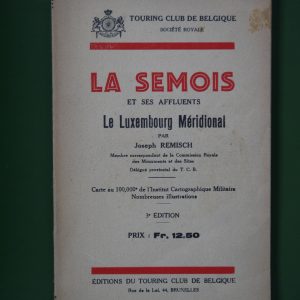 TOURING CLUB DE BELGIQUE
SOCIÉTÉ ROYALE
LA SEMOIS
ET SES AFFLUENTS
Le Luxembourg Méridional
PAR
Joseph REMISCH
Membre correspondant de la Commission Royale
des Monuments et des Sites
Délégué provincial du T. C. B.
Carte au 100,000e de l'Institut Cartographique Militaire
Nombreuses illustrations
3e ÉDITION
PRIX : Fr. 12.50
ÉDITIONS DU TOURING CLUB DE BELGIQUE
Rue de la Loi, 44, BRUXELLES